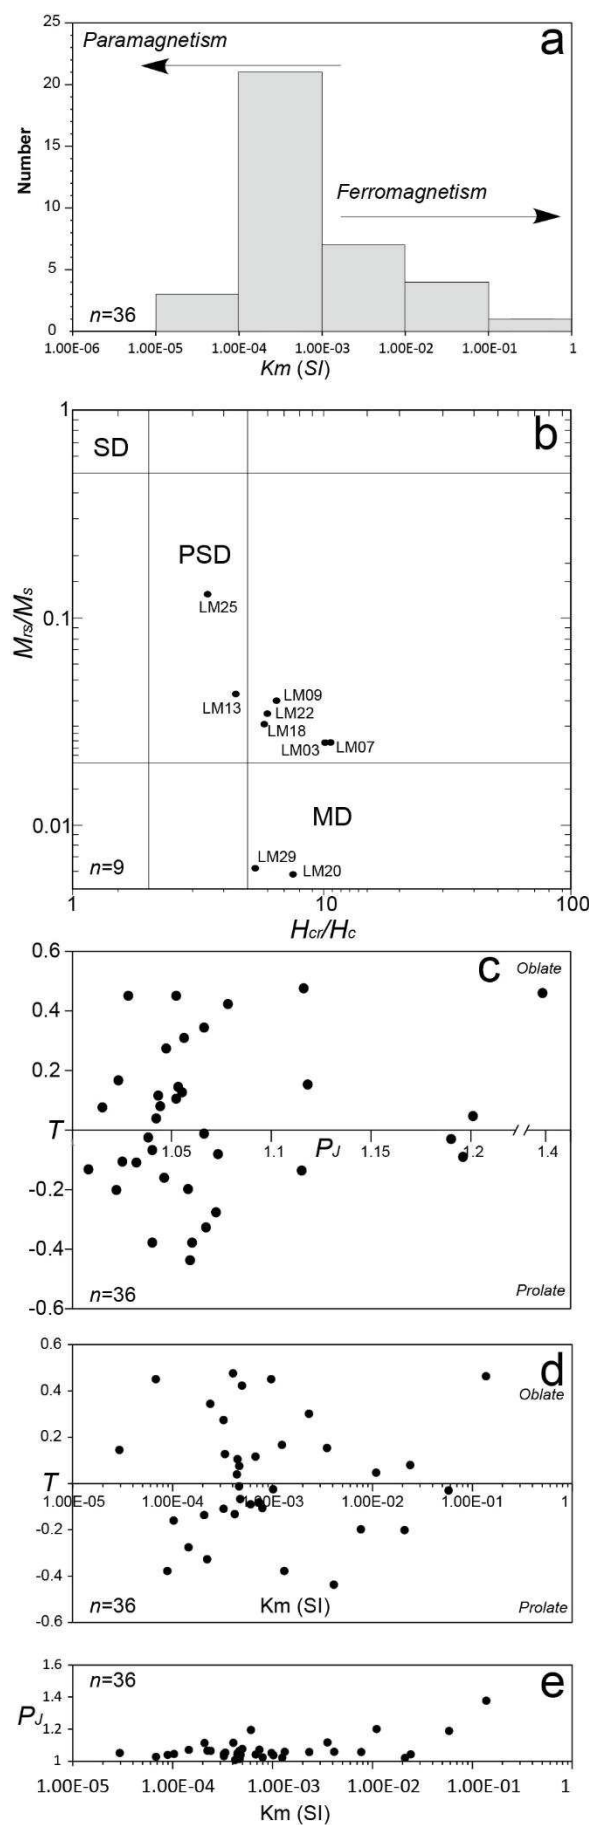 a
Paramagnetism
Ferromagnetism
Number
25
20
15
10
5
0
n=36
1.00E-06 1.00E-05 1.00E-04 1.00E-03 1.00E-02 1.00E-01 1
Km (SI)
b
1
SD
PSD
LM25
Mrs/Ms
0.1
LM09
LM13
LM22
LM18
LM03 LM07
MD
0.01
LM29
LM20
n=9
1 10 100
Hcr/Hc
c
0.6
Oblate
0.4
0.2
T
1.05 1.1 PJ 1.15 1.2 1.4
-0.2
-0.4
n=36
Prolate
-0.6
d
0.6
0.4
Oblate
0.2
T
1.00E-05 1.00E-04 1.00E-03 1.00E-02 1.00E-01 1
-0.2
-0.4
n=36 Km (SI) Prolate
-0.6
e
1.6
n=36
1.4
PJ
1.2
1
1.00E-05 1.00E-04 1.00E-03 1.00E-02 1.00E-01 1
Km (SI)